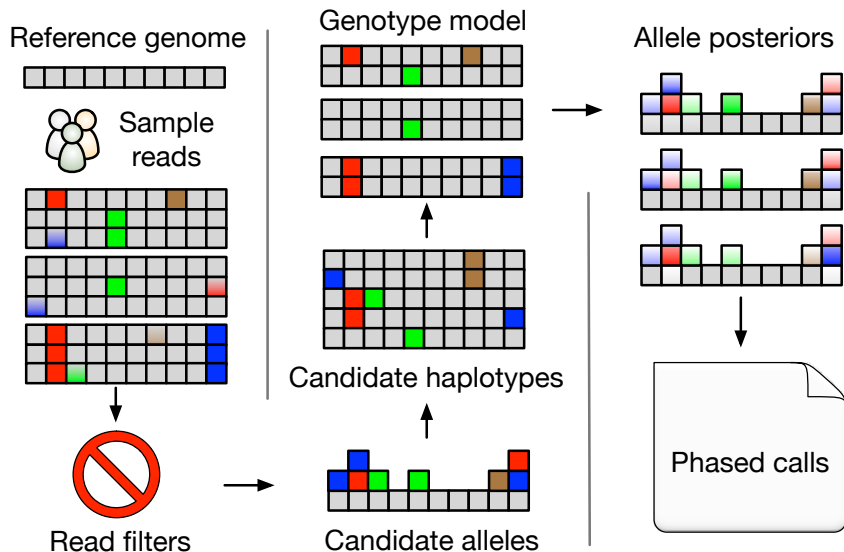 Reference genome
Sample
reads
Read filters
Genotype model
Candidate haplotypes
Candidate alleles
Allele posteriors
Phased calls